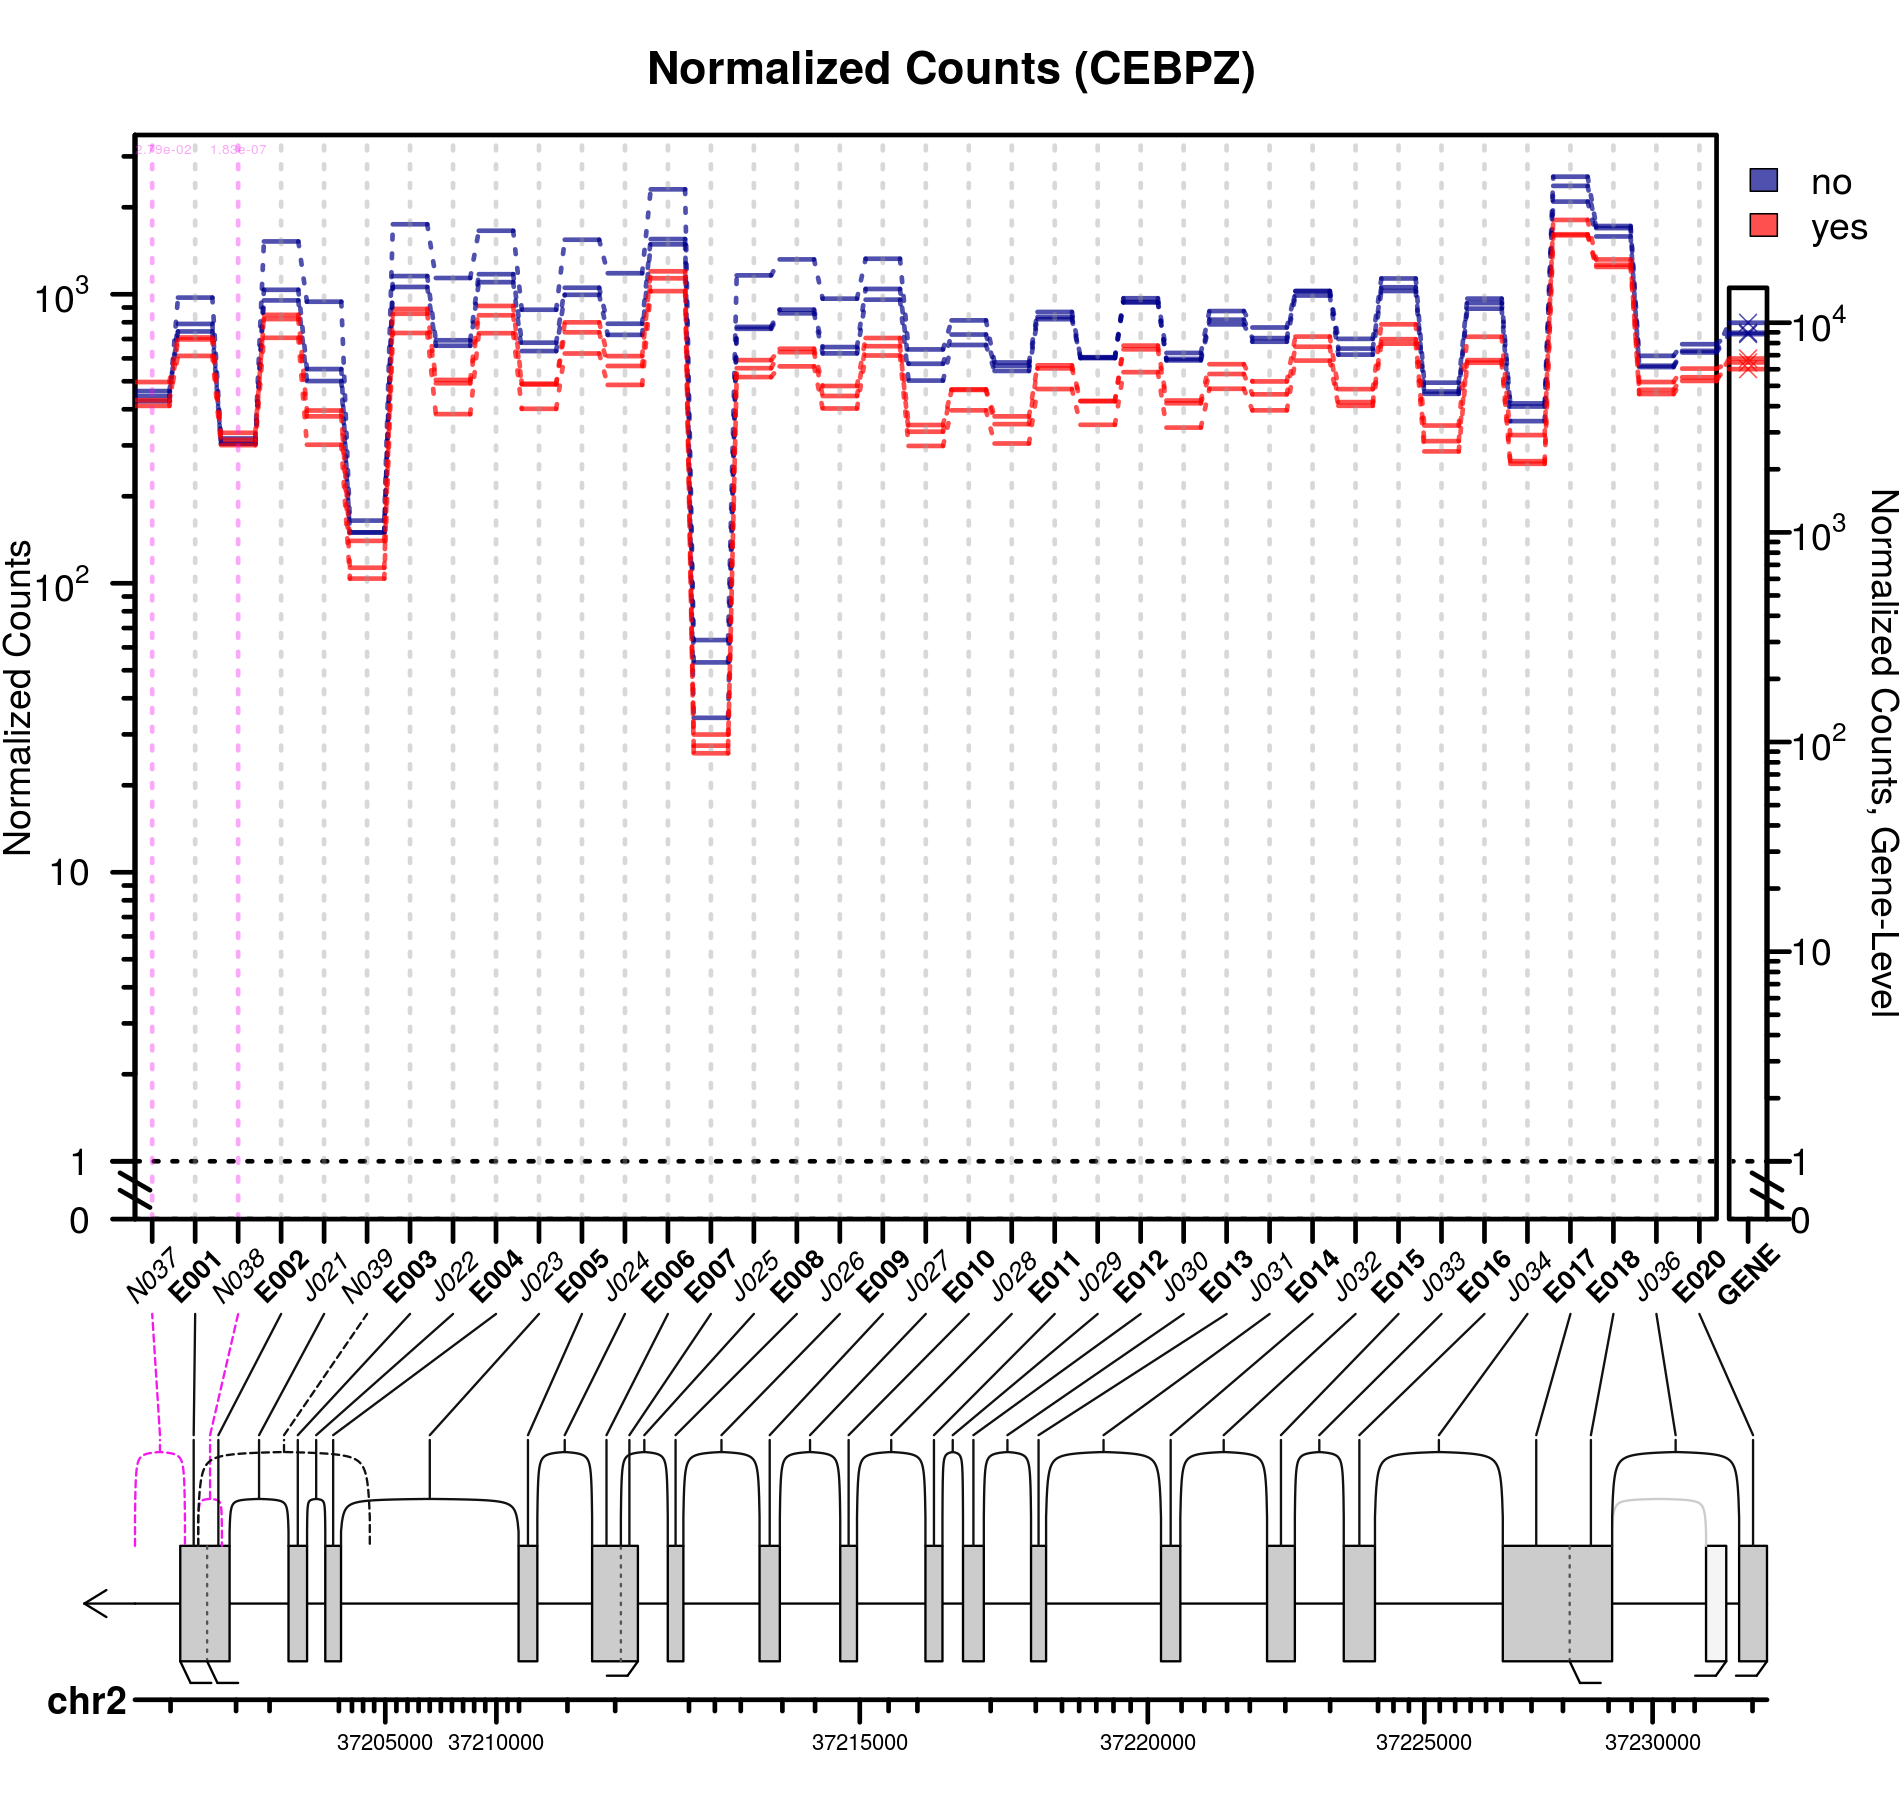 Normalized Counts (CEBPZ)
2.79e-02 1.83e-07
no
yes
Normalized Counts
10³
10²
10
1
0
Normalized Counts, Gene-Level
10⁴
10³
10²
10
1
0
N037 E001 N038 E002 J021 N039 E003 J022 E004 J023 E005 J024 E006 E007 J025 E008 J026 E009 J027 E010 J028 E011 J029 E012 J030 E013 J031 E014 J032 E015 J033 E016 J034 E017 E018 J036 E020 GENE
chr2
37205000 37210000 37215000 37220000 37225000 37230000